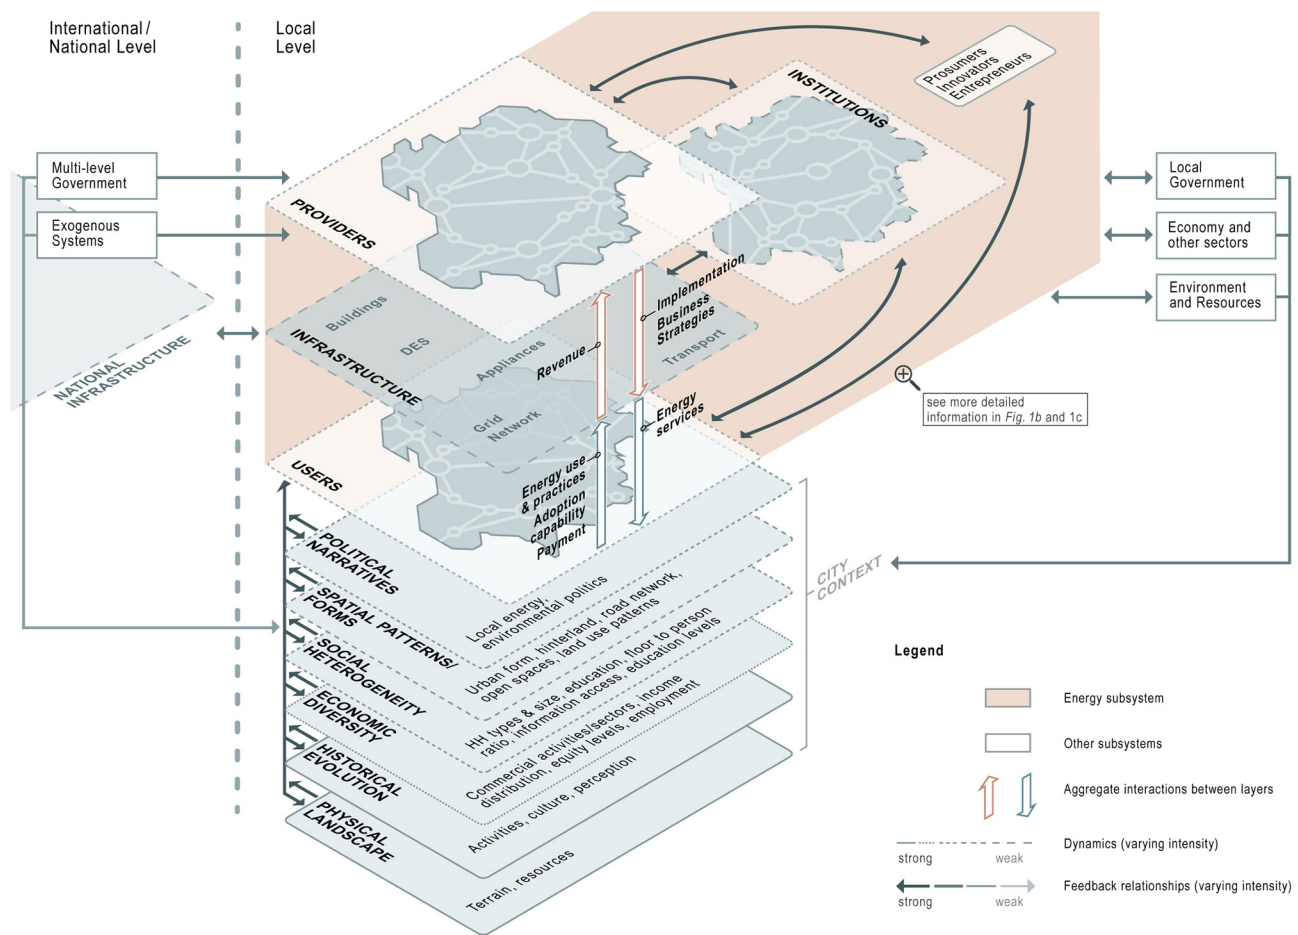 International /
National Level
Local
Level
Prosumers
Innovators
Entrepreneurs
INSTITUTIONS
Multi-level
Government
Exogenous
Systems
Local
Government
Economy and
other sectors
Environment
and Resources
PROVIDERS
Implementation
Business
Strategies
Buildings
DES
INFRASTRUCTURE
Appliances
Revenue
Transport
NATIONAL
INFRASTRUCTURE
Grid
Network
Energy
services
see more detailed
information in Fig. 1b and 1c
USERS
Energy use
& practices
Adoption
capability
Payment
POLITICAL
NARRATIVES
Local energy,
environmental politics
CITY
CONTEXT
SPATIAL PATTERNS/
FORMS
Urban form, hinterland, road network,
open spaces, land use patterns
SOCIAL
HETEROGENEITY
HH types & size, education, floor to person
ratio, information access, education levels
ECONOMIC
DIVERSITY
Commercial activities/sectors, income
distribution, equity levels, employment
HISTORICAL
EVOLUTION
Activities, culture, perception
PHYSICAL
LANDSCAPE
Terrain, resources
Legend
Energy subsystem
Other subsystems
Aggregate interactions between layers
Dynamics (varying intensity)
strong
weak
Feedback relationships (varying intensity)
strong
weak